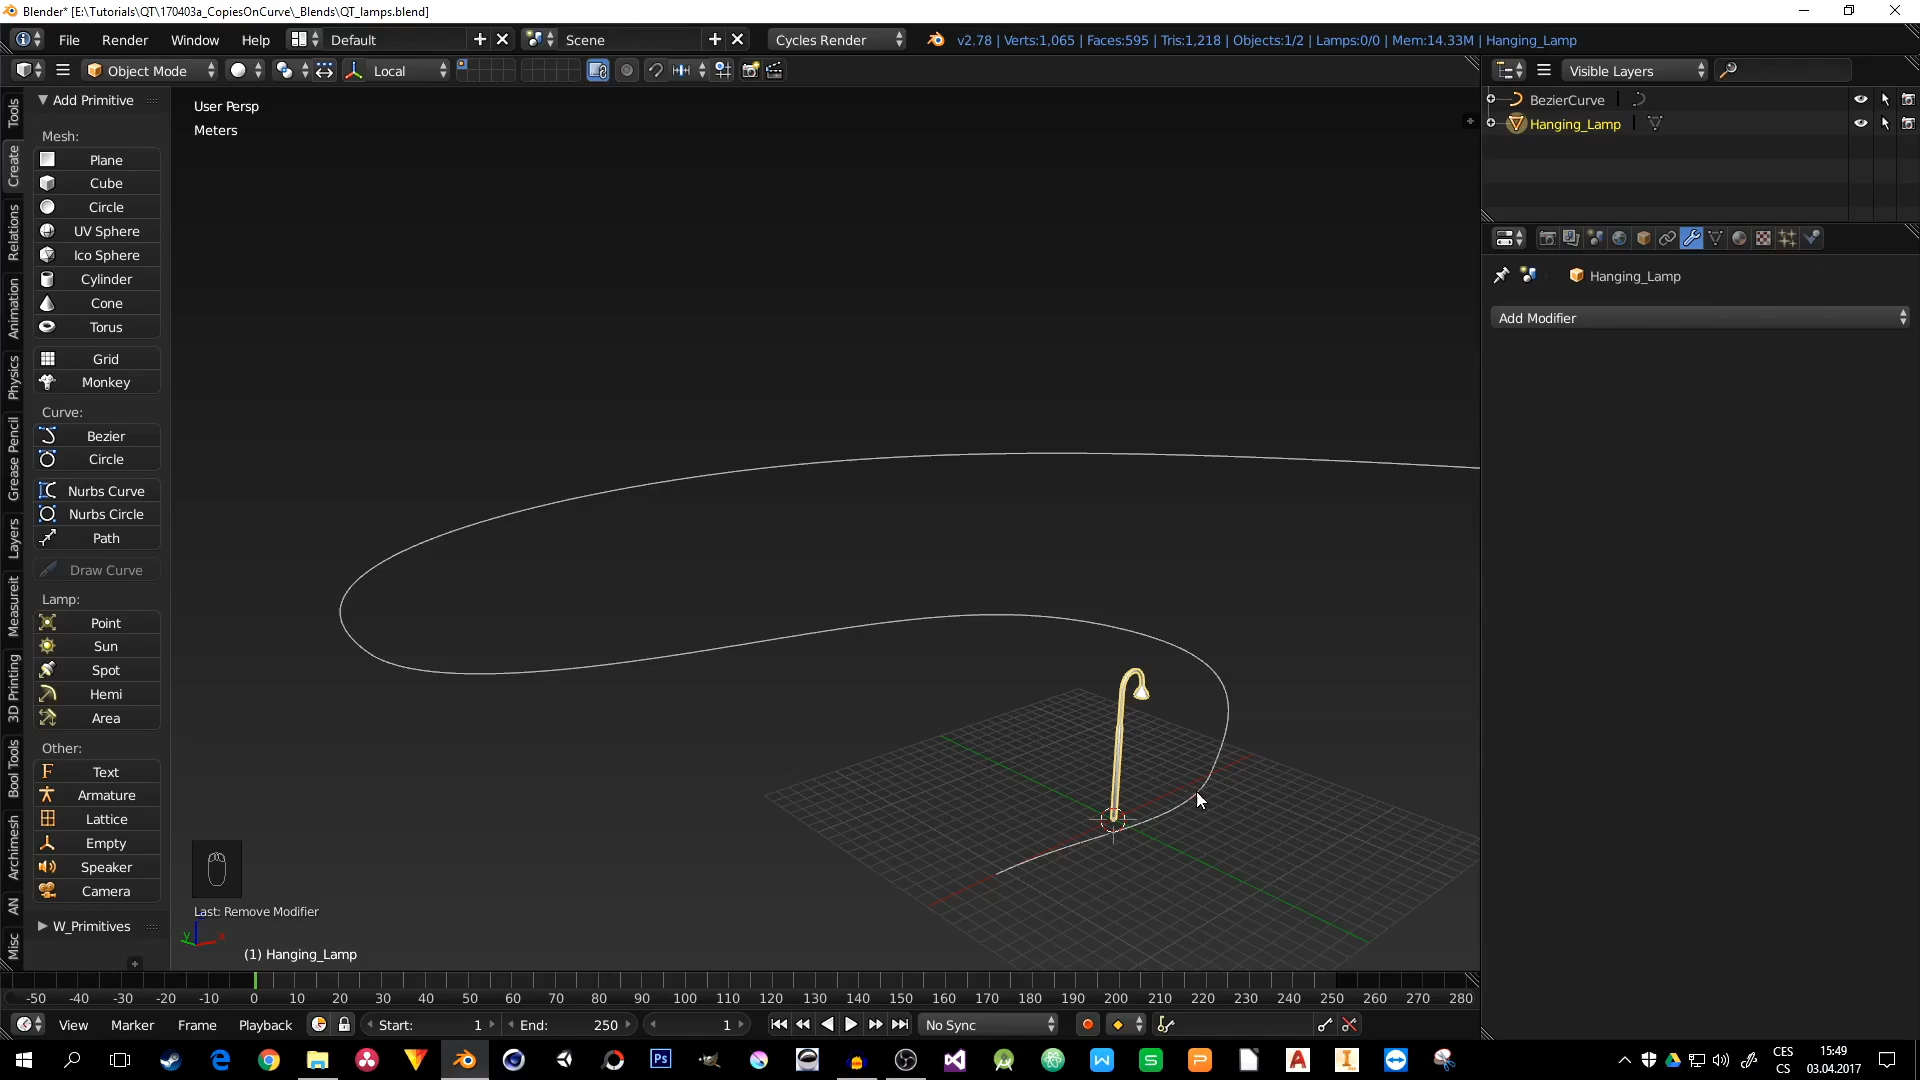 Blender* [E:\Tutorials\QT\170403a_CopiesOnCurve\_Blends\QT_lamps.blend]
File Render Window Help Default Scene Cycles Render v2.78 | Verts:1,065 | Faces:595 | Tris:1,218 | Objects:1/2 | Lamps:0/0 | Mem:14.33M | Hanging_Lamp
Object Mode Local Visible Layers
Add Primitive
User Persp
Meters
BezierCurve
Hanging_Lamp
Hanging_Lamp
Add Modifier
Tools
Create
Relations
Animation
Physics
Grease Pencil
Layers
Measureit
3D Printing
Bool Tools
Archimesh
AN
Misc
Mesh:
Plane
Cube
Circle
UV Sphere
Ico Sphere
Cylinder
Cone
Torus
Grid
Monkey
Curve:
Bezier
Circle
Nurbs Curve
Nurbs Circle
Path
Draw Curve
Lamp:
Point
Sun
Spot
Hemi
Area
Other:
Text
Armature
Lattice
Empty
Speaker
Camera
W_Primitives
Last: Remove Modifier
y x
(1) Hanging_Lamp
-50 -40 -30 -20 -10 0 10 20 30 40 50 60 70 80 90 100 110 120 130 140 150 160 170 180 190 200 210 220 230 240 250 260 270 280
View Marker Frame Playback Start: 1 End: 250 1 No Sync
CES 15:49
CS 03.04.2017